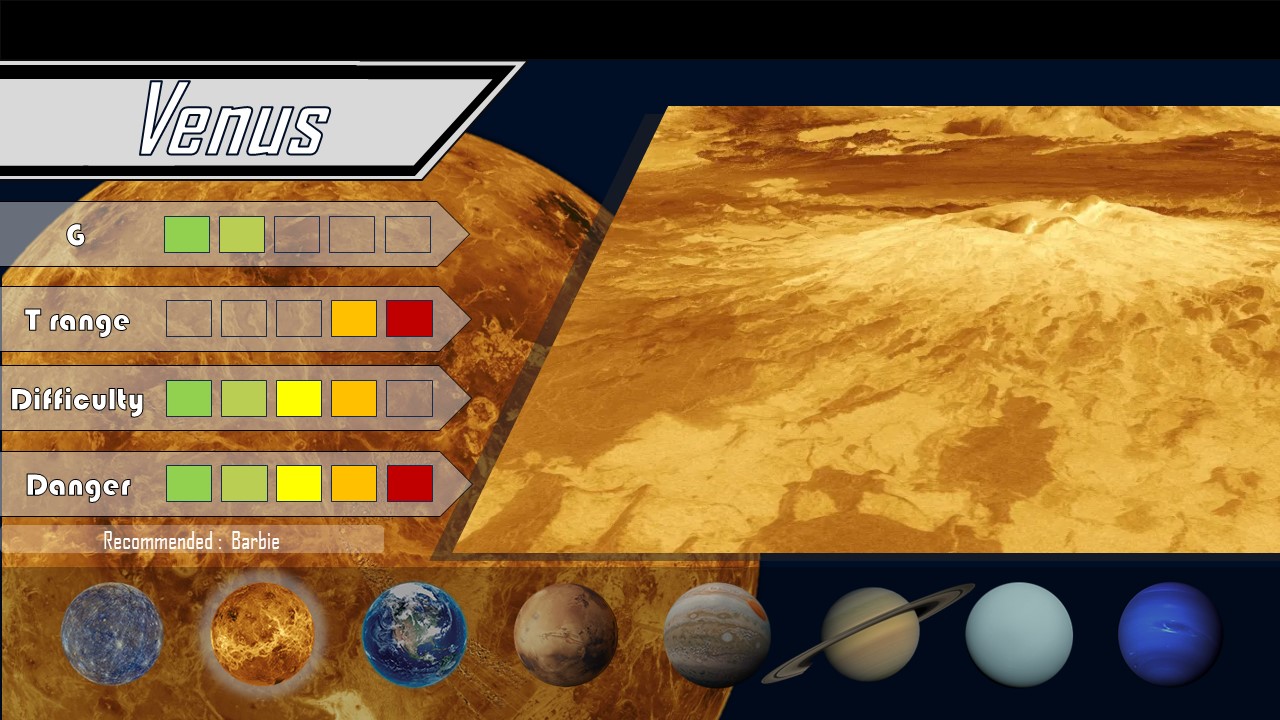 Venus
G
T range
Difficulty
Danger
Recommended : Barbie